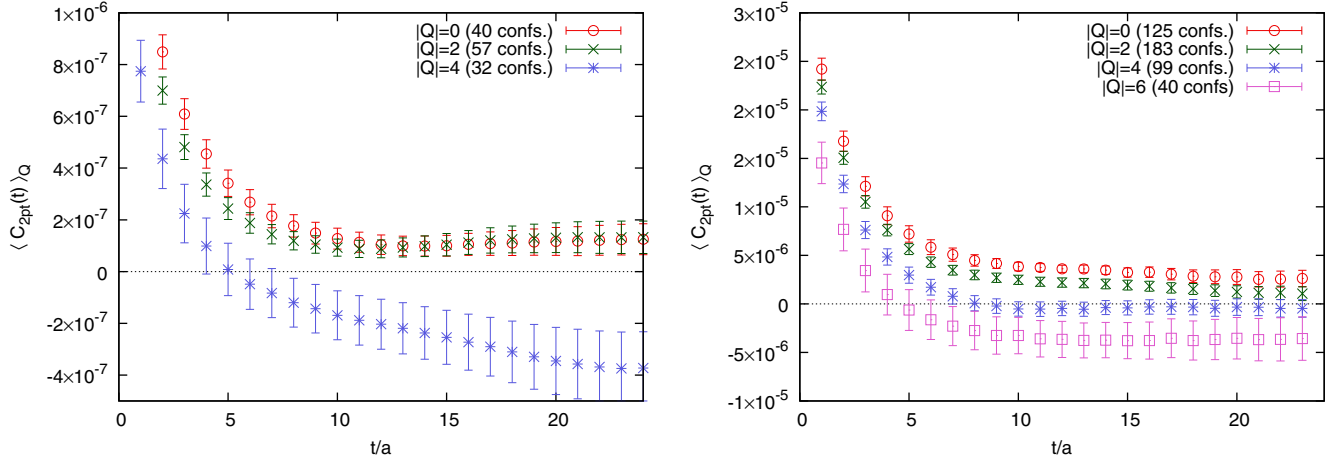 1×10⁻⁶
8×10⁻⁷
6×10⁻⁷
4×10⁻⁷
2×10⁻⁷
0
-2×10⁻⁷
-4×10⁻⁷
⟨ C₂ₚₜ(t) ⟩_Q
0 5 10 15 20
t/a
|Q|=0 (40 confs.)
|Q|=2 (57 confs.)
|Q|=4 (32 confs.)
3×10⁻⁵
2×10⁻⁵
2×10⁻⁵
2×10⁻⁵
1×10⁻⁵
5×10⁻⁶
0
-5×10⁻⁶
-1×10⁻⁵
⟨ C₂ₚₜ(t) ⟩_Q
0 5 10 15 20
t/a
|Q|=0 (125 confs.)
|Q|=2 (183 confs.)
|Q|=4 (99 confs.)
|Q|=6 (40 confs)